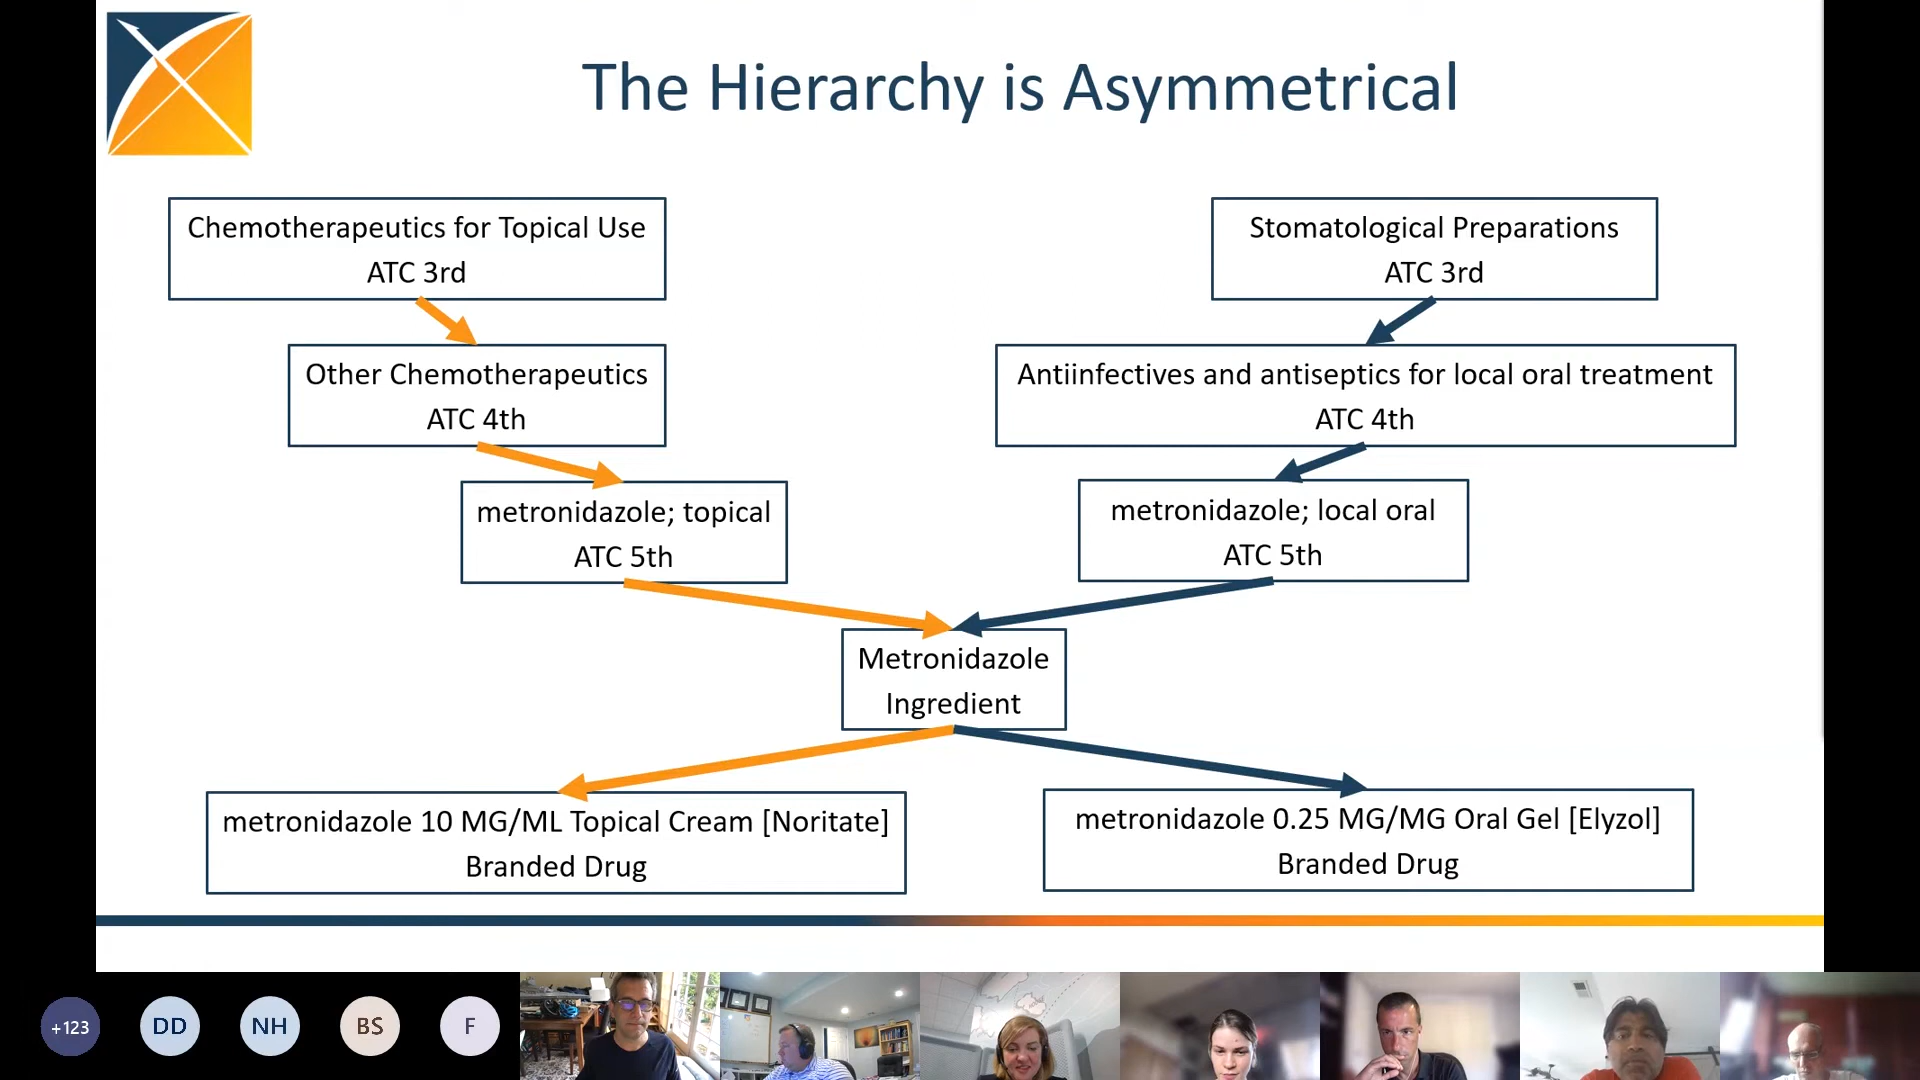 The Hierarchy is Asymmetrical
Chemotherapeutics for Topical Use
ATC 3rd
Stomatological Preparations
ATC 3rd
Other Chemotherapeutics
ATC 4th
Antiinfectives and antiseptics for local oral treatment
ATC 4th
metronidazole; topical
ATC 5th
metronidazole; local oral
ATC 5th
Metronidazole
Ingredient
metronidazole 10 MG/ML Topical Cream [Noritate]
Branded Drug
metronidazole 0.25 MG/MG Oral Gel [Elyzol]
Branded Drug
+123
DD
NH
BS
F